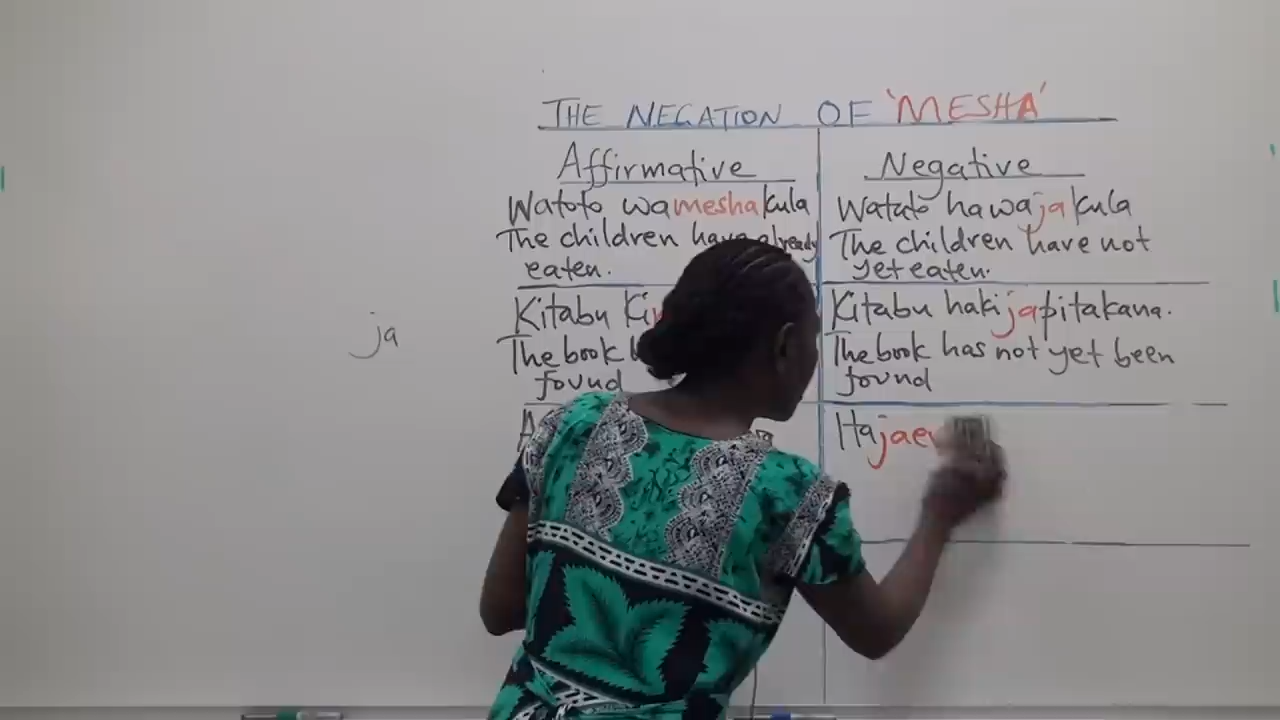 THE NEGATION OF 'MESHA'
Affirmative
Watoto wameshakula
The children have already
eaten.
Kitabu ki
The book
found
Negative
Watoto hawajakula
The children have not
yet eaten.
Kitabu hakijapitakana.
The book has not yet been
found
Hajae
ja